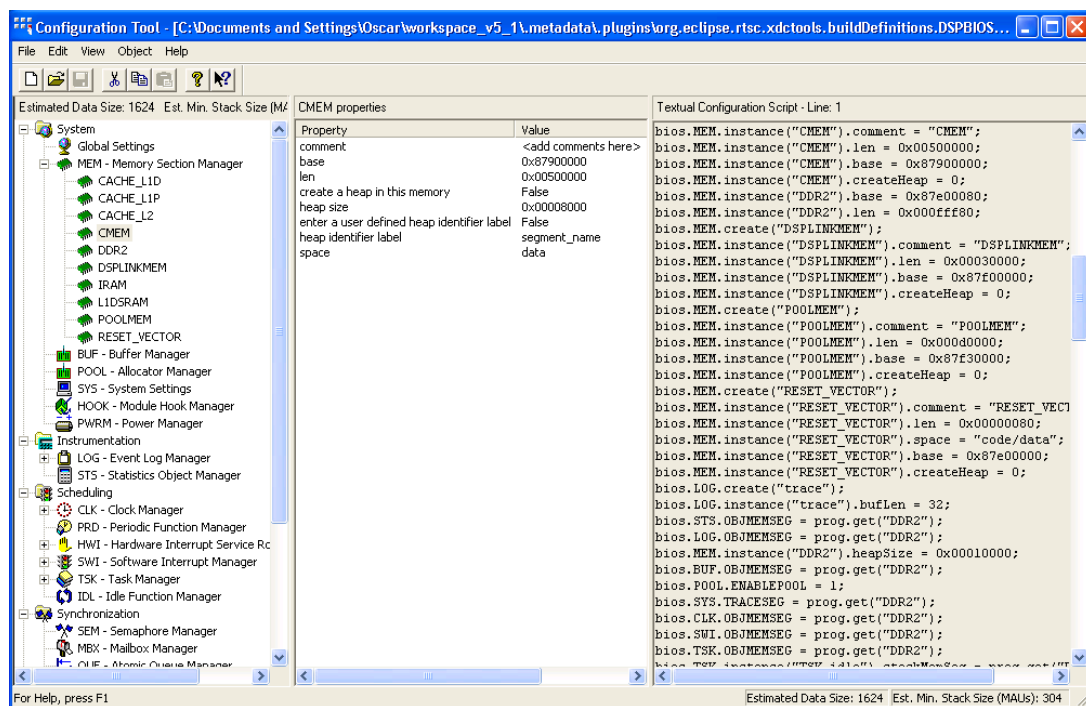 Configuration Tool - [C:\Documents and Settings\Oscar\workspace_v5_1\.metadata\.plugins\org.eclipse.rtsc.xdctools.buildDefinitions.DSPBIOS...
File Edit View Object Help
Estimated Data Size: 1624 Est. Min. Stack Size (MA
System
Global Settings
MEM - Memory Section Manager
CACHE_L1D
CACHE_L1P
CACHE_L2
CMEM
DDR2
DSPLINKMEM
IRAM
L1DSRAM
POOLMEM
RESET_VECTOR
BUF - Buffer Manager
POOL - Allocator Manager
SYS - System Settings
HOOK - Module Hook Manager
PWRM - Power Manager
Instrumentation
LOG - Event Log Manager
STS - Statistics Object Manager
Scheduling
CLK - Clock Manager
PRD - Periodic Function Manager
HWI - Hardware Interrupt Service Ro
SWI - Software Interrupt Manager
TSK - Task Manager
IDL - Idle Function Manager
Synchronization
SEM - Semaphore Manager
MBX - Mailbox Manager
QUE - Atomic Queue Manager
CMEM properties
Property Value
comment <add comments here>
base 0x87900000
len 0x00500000
create a heap in this memory False
heap size 0x00008000
enter a user defined heap identifier label False
heap identifier label segment_name
space data
Textual Configuration Script - Line: 1
bios.MEM.instance("CMEM").comment = "CMEM";
bios.MEM.instance("CMEM").len = 0x00500000;
bios.MEM.instance("CMEM").base = 0x87900000;
bios.MEM.instance("CMEM").createHeap = 0;
bios.MEM.instance("DDR2").base = 0x87e00080;
bios.MEM.instance("DDR2").len = 0x000fff80;
bios.MEM.create("DSPLINKMEM");
bios.MEM.instance("DSPLINKMEM").comment = "DSPLINKMEM";
bios.MEM.instance("DSPLINKMEM").len = 0x00030000;
bios.MEM.instance("DSPLINKMEM").base = 0x87f00000;
bios.MEM.instance("DSPLINKMEM").createHeap = 0;
bios.MEM.create("POOLMEM");
bios.MEM.instance("POOLMEM").comment = "POOLMEM";
bios.MEM.instance("POOLMEM").len = 0x000d0000;
bios.MEM.instance("POOLMEM").base = 0x87f30000;
bios.MEM.instance("POOLMEM").createHeap = 0;
bios.MEM.create("RESET_VECTOR");
bios.MEM.instance("RESET_VECTOR").comment = "RESET_VECT
bios.MEM.instance("RESET_VECTOR").len = 0x00000080;
bios.MEM.instance("RESET_VECTOR").space = "code/data";
bios.MEM.instance("RESET_VECTOR").base = 0x87e00000;
bios.MEM.instance("RESET_VECTOR").createHeap = 0;
bios.LOG.create("trace");
bios.LOG.instance("trace").bufLen = 32;
bios.STS.OBJMEMSEG = prog.get("DDR2");
bios.LOG.OBJMEMSEG = prog.get("DDR2");
bios.MEM.instance("DDR2").heapSize = 0x00010000;
bios.BUF.OBJMEMSEG = prog.get("DDR2");
bios.POOL.ENABLEPOOL = 1;
bios.SYS.TRACESEG = prog.get("DDR2");
bios.CLK.OBJMEMSEG = prog.get("DDR2");
bios.SWI.OBJMEMSEG = prog.get("DDR2");
bios.TSK.OBJMEMSEG = prog.get("DDR2");
For Help, press F1
Estimated Data Size: 1624 Est. Min. Stack Size (MAUs): 304